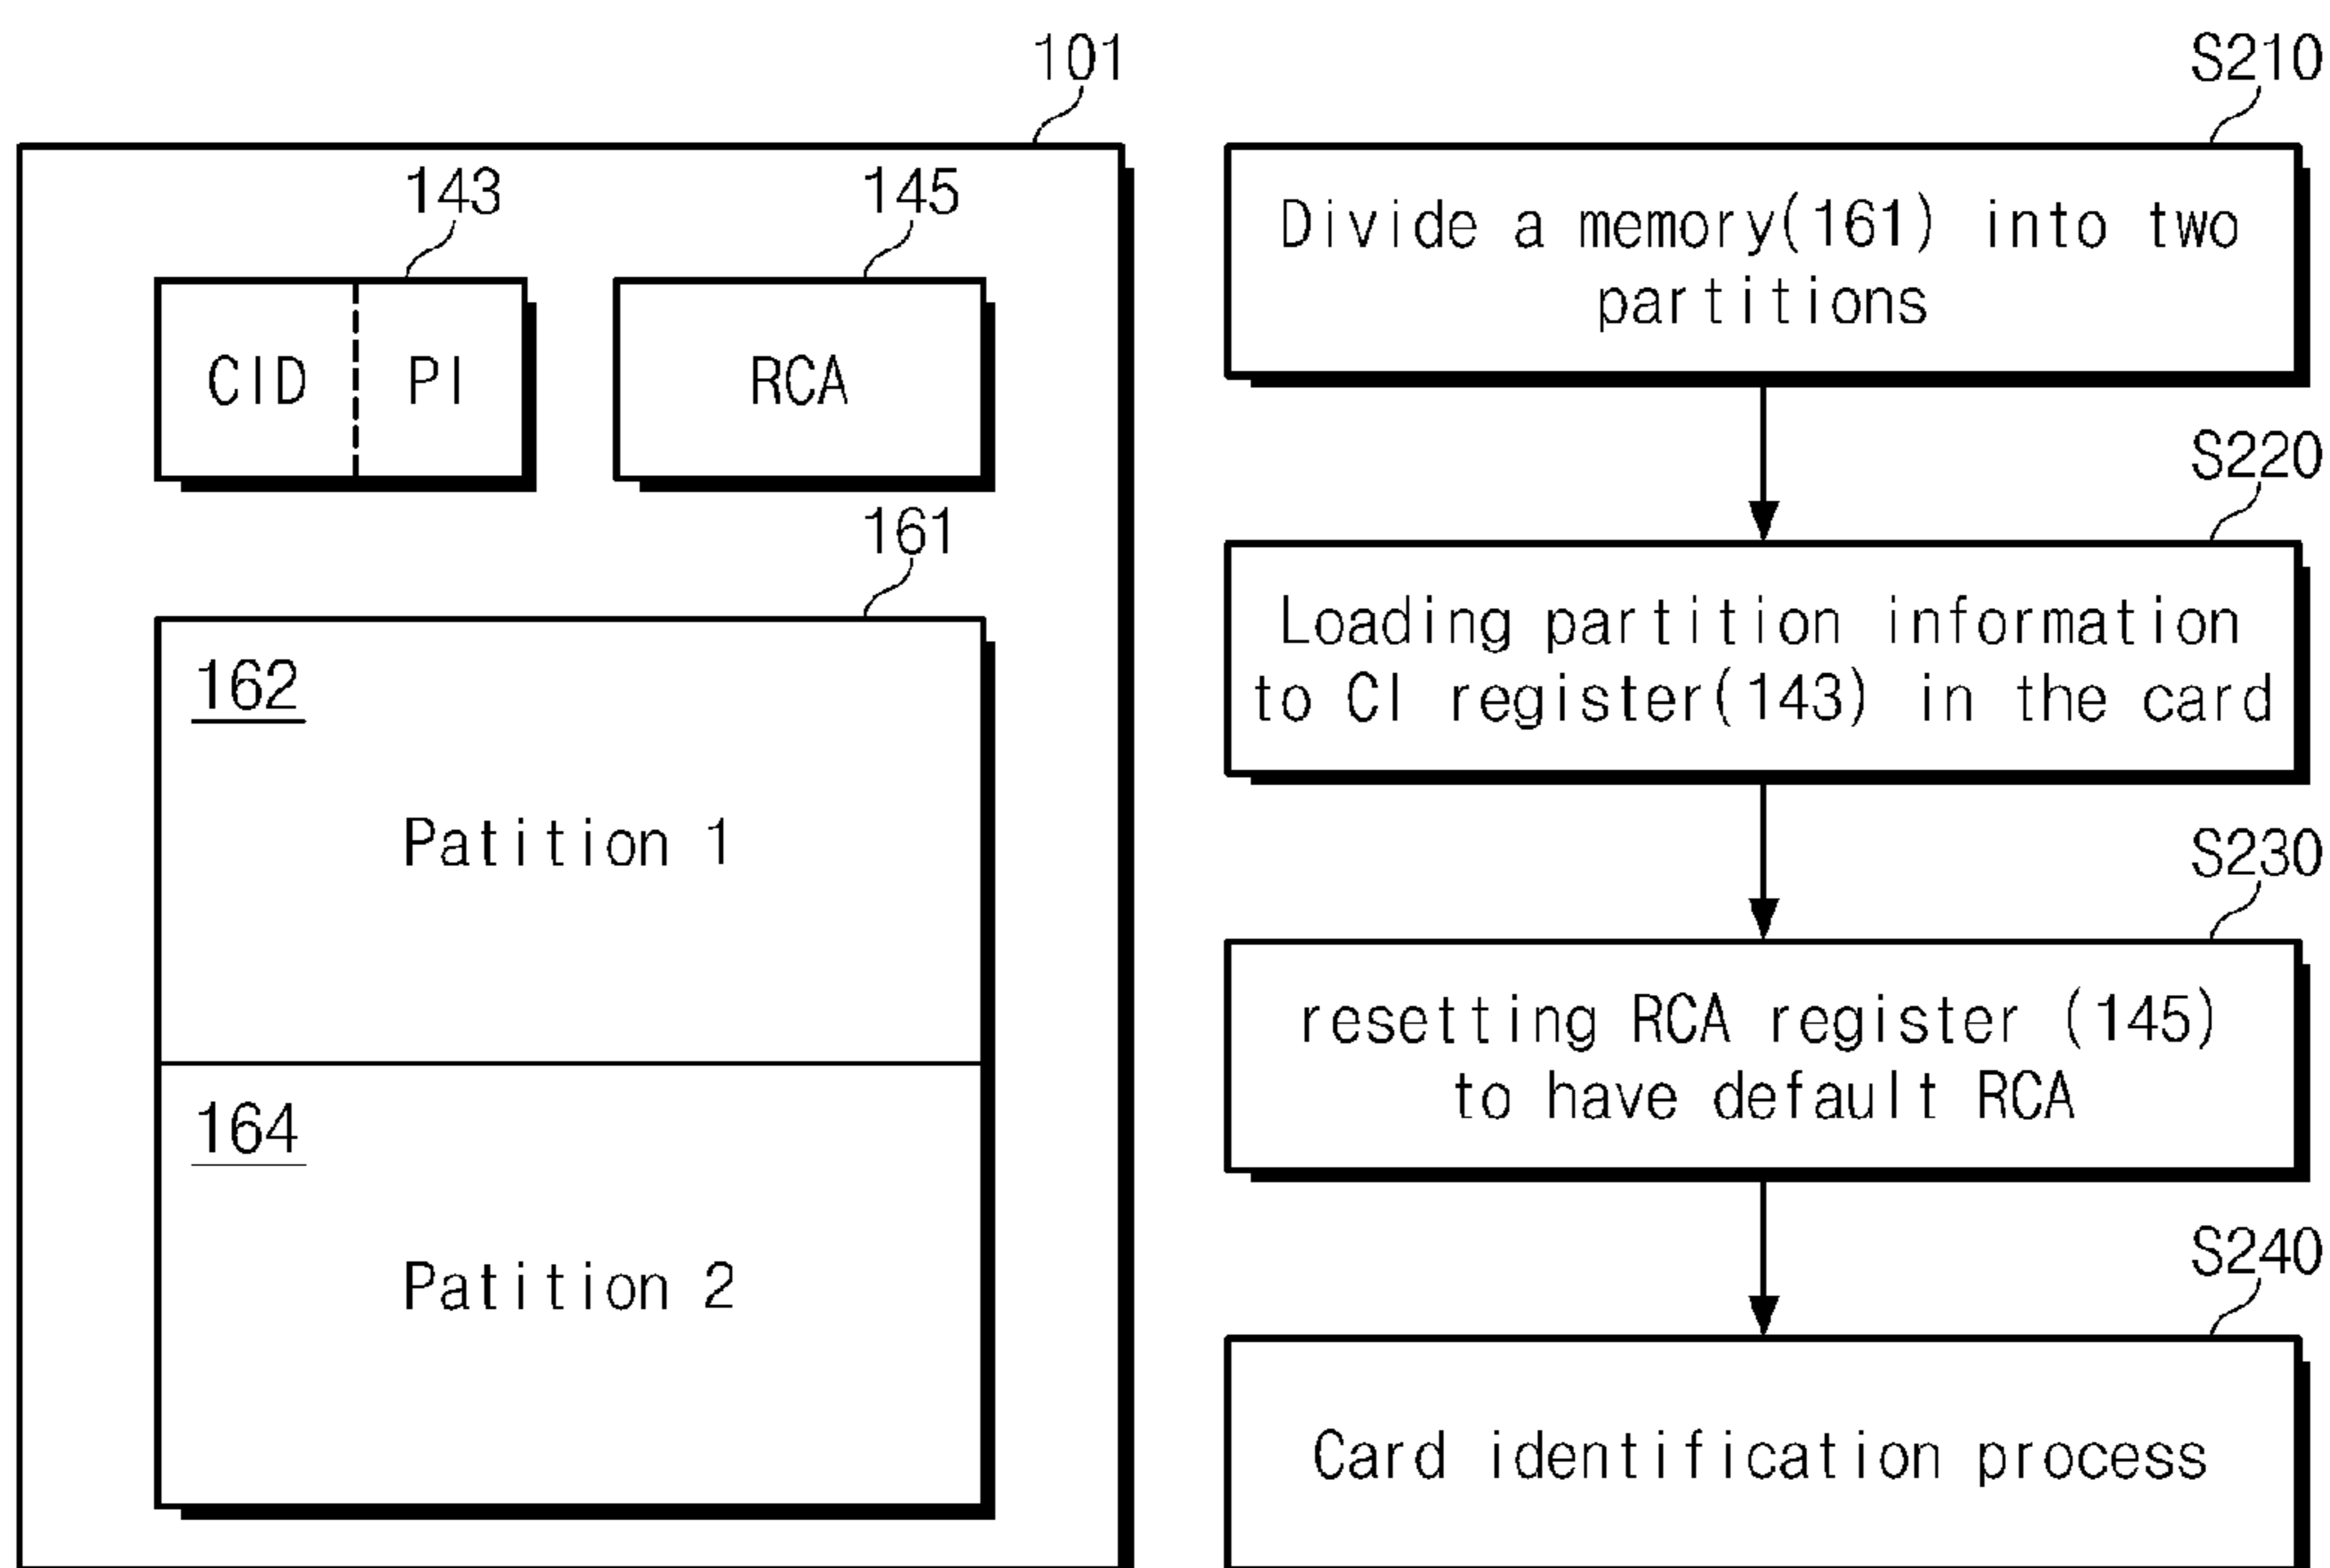 101
143
145
CID PI
RCA
161
162
Patition 1
164
Patition 2
S210
Divide a memory(161) into two
partitions
S220
Loading partition information
to CI register(143) in the card
S230
resetting RCA register (145)
to have default RCA
S240
Card identification process